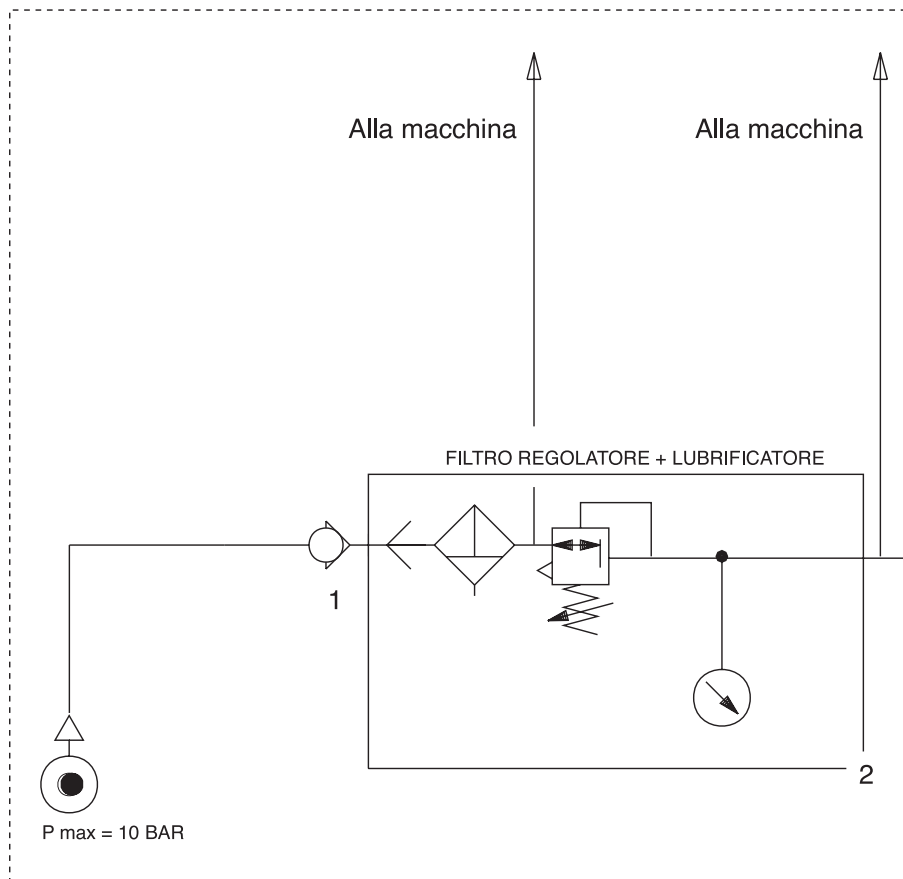 Alla macchina
Alla macchina
FILTRO REGOLATORE + LUBRIFICATORE
1
2
P max = 10 BAR